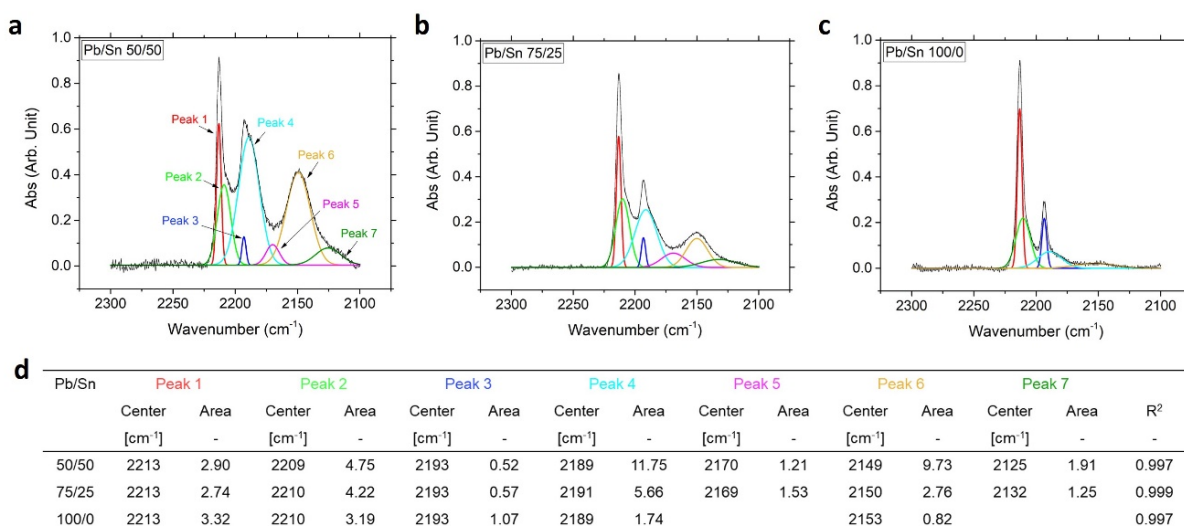 a
Pb/Sn 50/50
1.0
0.8
0.6
0.4
0.2
0.0
Abs (Arb. Unit)
Peak 1
Peak 2
Peak 3
Peak 4
Peak 6
Peak 5
Peak 7
2300 2250 2200 2150 2100
Wavenumber (cm⁻¹)
b
Pb/Sn 75/25
1.0
0.8
0.6
0.4
0.2
0.0
Abs (Arb. Unit)
2300 2250 2200 2150 2100
Wavenumber (cm⁻¹)
c
Pb/Sn 100/0
1.0
0.8
0.6
0.4
0.2
0.0
Abs (Arb. Unit)
2300 2250 2200 2150 2100
Wavenumber (cm⁻¹)
d
Pb/Sn Peak 1 Peak 2 Peak 3 Peak 4 Peak 5 Peak 6 Peak 7
Center Area Center Area Center Area Center Area Center Area Center Area Center Area R²
[cm⁻¹] - [cm⁻¹] - [cm⁻¹] - [cm⁻¹] - [cm⁻¹] - [cm⁻¹] - [cm⁻¹] - -
50/50 2213 2.90 2209 4.75 2193 0.52 2189 11.75 2170 1.21 2149 9.73 2125 1.91 0.997
75/25 2213 2.74 2210 4.22 2193 0.57 2191 5.66 2169 1.53 2150 2.76 2132 1.25 0.999
100/0 2213 3.32 2210 3.19 2193 1.07 2189 1.74 2153 0.82 0.997